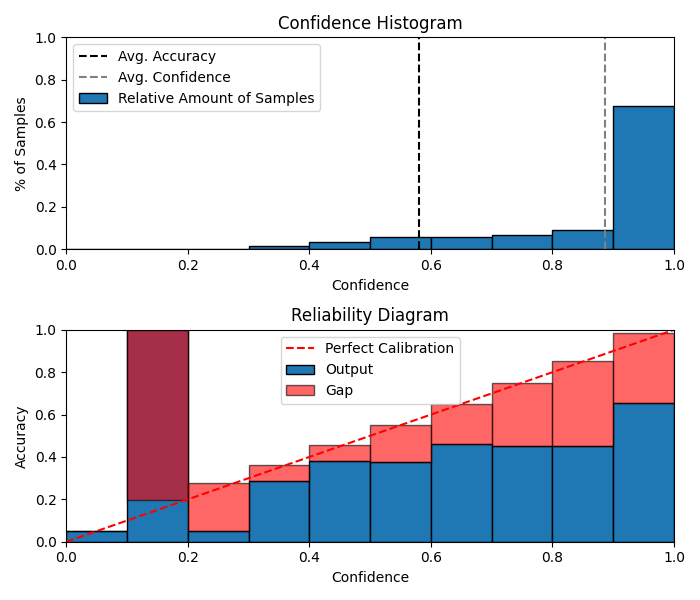 Confidence Histogram
1.0
0.8
0.6
0.4
0.2
0.0
% of Samples
Avg. Accuracy
Avg. Confidence
Relative Amount of Samples
0.0 0.2 0.4 0.6 0.8 1.0
Confidence
Reliability Diagram
1.0
0.8
0.6
0.4
0.2
0.0
Accuracy
Perfect Calibration
Output
Gap
0.0 0.2 0.4 0.6 0.8 1.0
Confidence